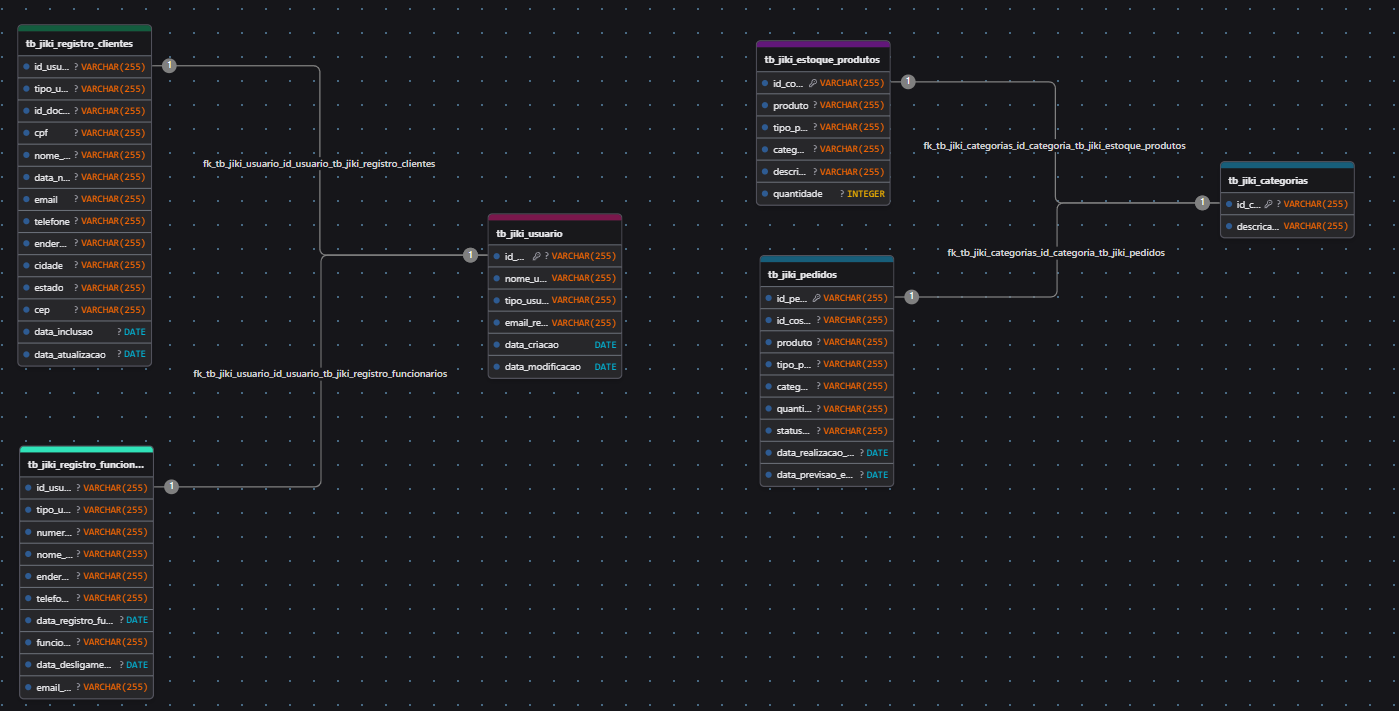 tb_jiki_registro_clientes
id_usu... ? VARCHAR(255)
tipo_u... ? VARCHAR(255)
id_doc... ? VARCHAR(255)
cpf ? VARCHAR(255)
nome_... ? VARCHAR(255)
data_n... ? VARCHAR(255)
email ? VARCHAR(255)
telefone ? VARCHAR(255)
ender... ? VARCHAR(255)
cidade ? VARCHAR(255)
estado ? VARCHAR(255)
cep ? VARCHAR(255)
data_inclusao ? DATE
data_atualizacao ? DATE
1
fk_tb_jiki_usuario_id_usuario_tb_jiki_registro_clientes
1
tb_jiki_usuario
id_... ? VARCHAR(255)
nome_u... VARCHAR(255)
tipo_usu... VARCHAR(255)
email_re... VARCHAR(255)
data_criacao DATE
data_modificacao DATE
fk_tb_jiki_usuario_id_usuario_tb_jiki_registro_funcionarios
tb_jiki_registro_funcion...
id_usu... ? VARCHAR(255)
tipo_u... ? VARCHAR(255)
numer... ? VARCHAR(255)
nome_... ? VARCHAR(255)
ender... ? VARCHAR(255)
telefo... ? VARCHAR(255)
data_registro_fu... ? DATE
funcio... ? VARCHAR(255)
data_desligame... ? DATE
email_... ? VARCHAR(255)
1
tb_jiki_estoque_produtos
id_co... ? VARCHAR(255)
produto ? VARCHAR(255)
tipo_p... ? VARCHAR(255)
categ... ? VARCHAR(255)
descri... ? VARCHAR(255)
quantidade ? INTEGER
1
fk_tb_jiki_categorias_id_categoria_tb_jiki_estoque_produtos
1
tb_jiki_categorias
id_c... ? VARCHAR(255)
descrica... VARCHAR(255)
fk_tb_jiki_categorias_id_categoria_tb_jiki_pedidos
tb_jiki_pedidos
id_pe... ? VARCHAR(255)
id_cos... ? VARCHAR(255)
produto ? VARCHAR(255)
tipo_p... ? VARCHAR(255)
categ... ? VARCHAR(255)
quanti... ? VARCHAR(255)
status... ? VARCHAR(255)
data_realizacao_... ? DATE
data_previsao_e... ? DATE
1